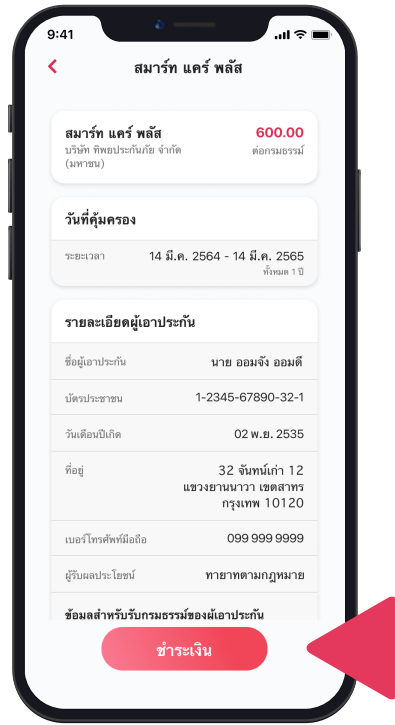 9:41
สมาร์ท แคร์ พลัส
สมาร์ท แคร์ พลัส 600.00
บริษัท ทิพยประกันภัย จำกัด ต่อกรมธรรม์
(มหาชน)
วันที่คุ้มครอง
ระยะเวลา 14 มี.ค. 2564 - 14 มี.ค. 2565
ทั้งหมด 1 ปี
รายละเอียดผู้เอาประกัน
ชื่อผู้เอาประกัน นาย ออมจัง ออมดี
บัตรประชาชน 1-2345-67890-32-1
วันเดือนปีเกิด 02 พ.ย. 2535
ที่อยู่ 32 จันทน์เก่า 12
แขวงยานนาวา เขตสาทร
กรุงเทพ 10120
เบอร์โทรศัพท์มือถือ 099 999 9999
ผู้รับผลประโยชน์ ทายาทตามกฎหมาย
ข้อมูลสำหรับรับกรมธรรม์ของผู้เอาประกัน
ชำระเงิน